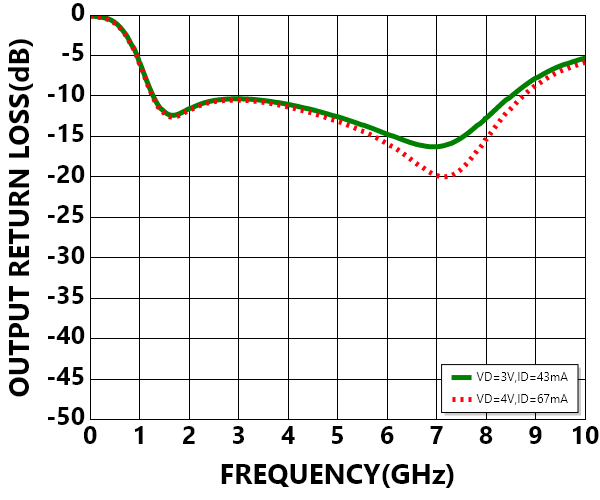 OUTPUT RETURN LOSS(dB)
0
-5
-10
-15
-20
-25
-30
-35
-40
-45
-50
0 1 2 3 4 5 6 7 8 9 10
FREQUENCY(GHz)
VD=3V,ID=43mA
VD=4V,ID=67mA